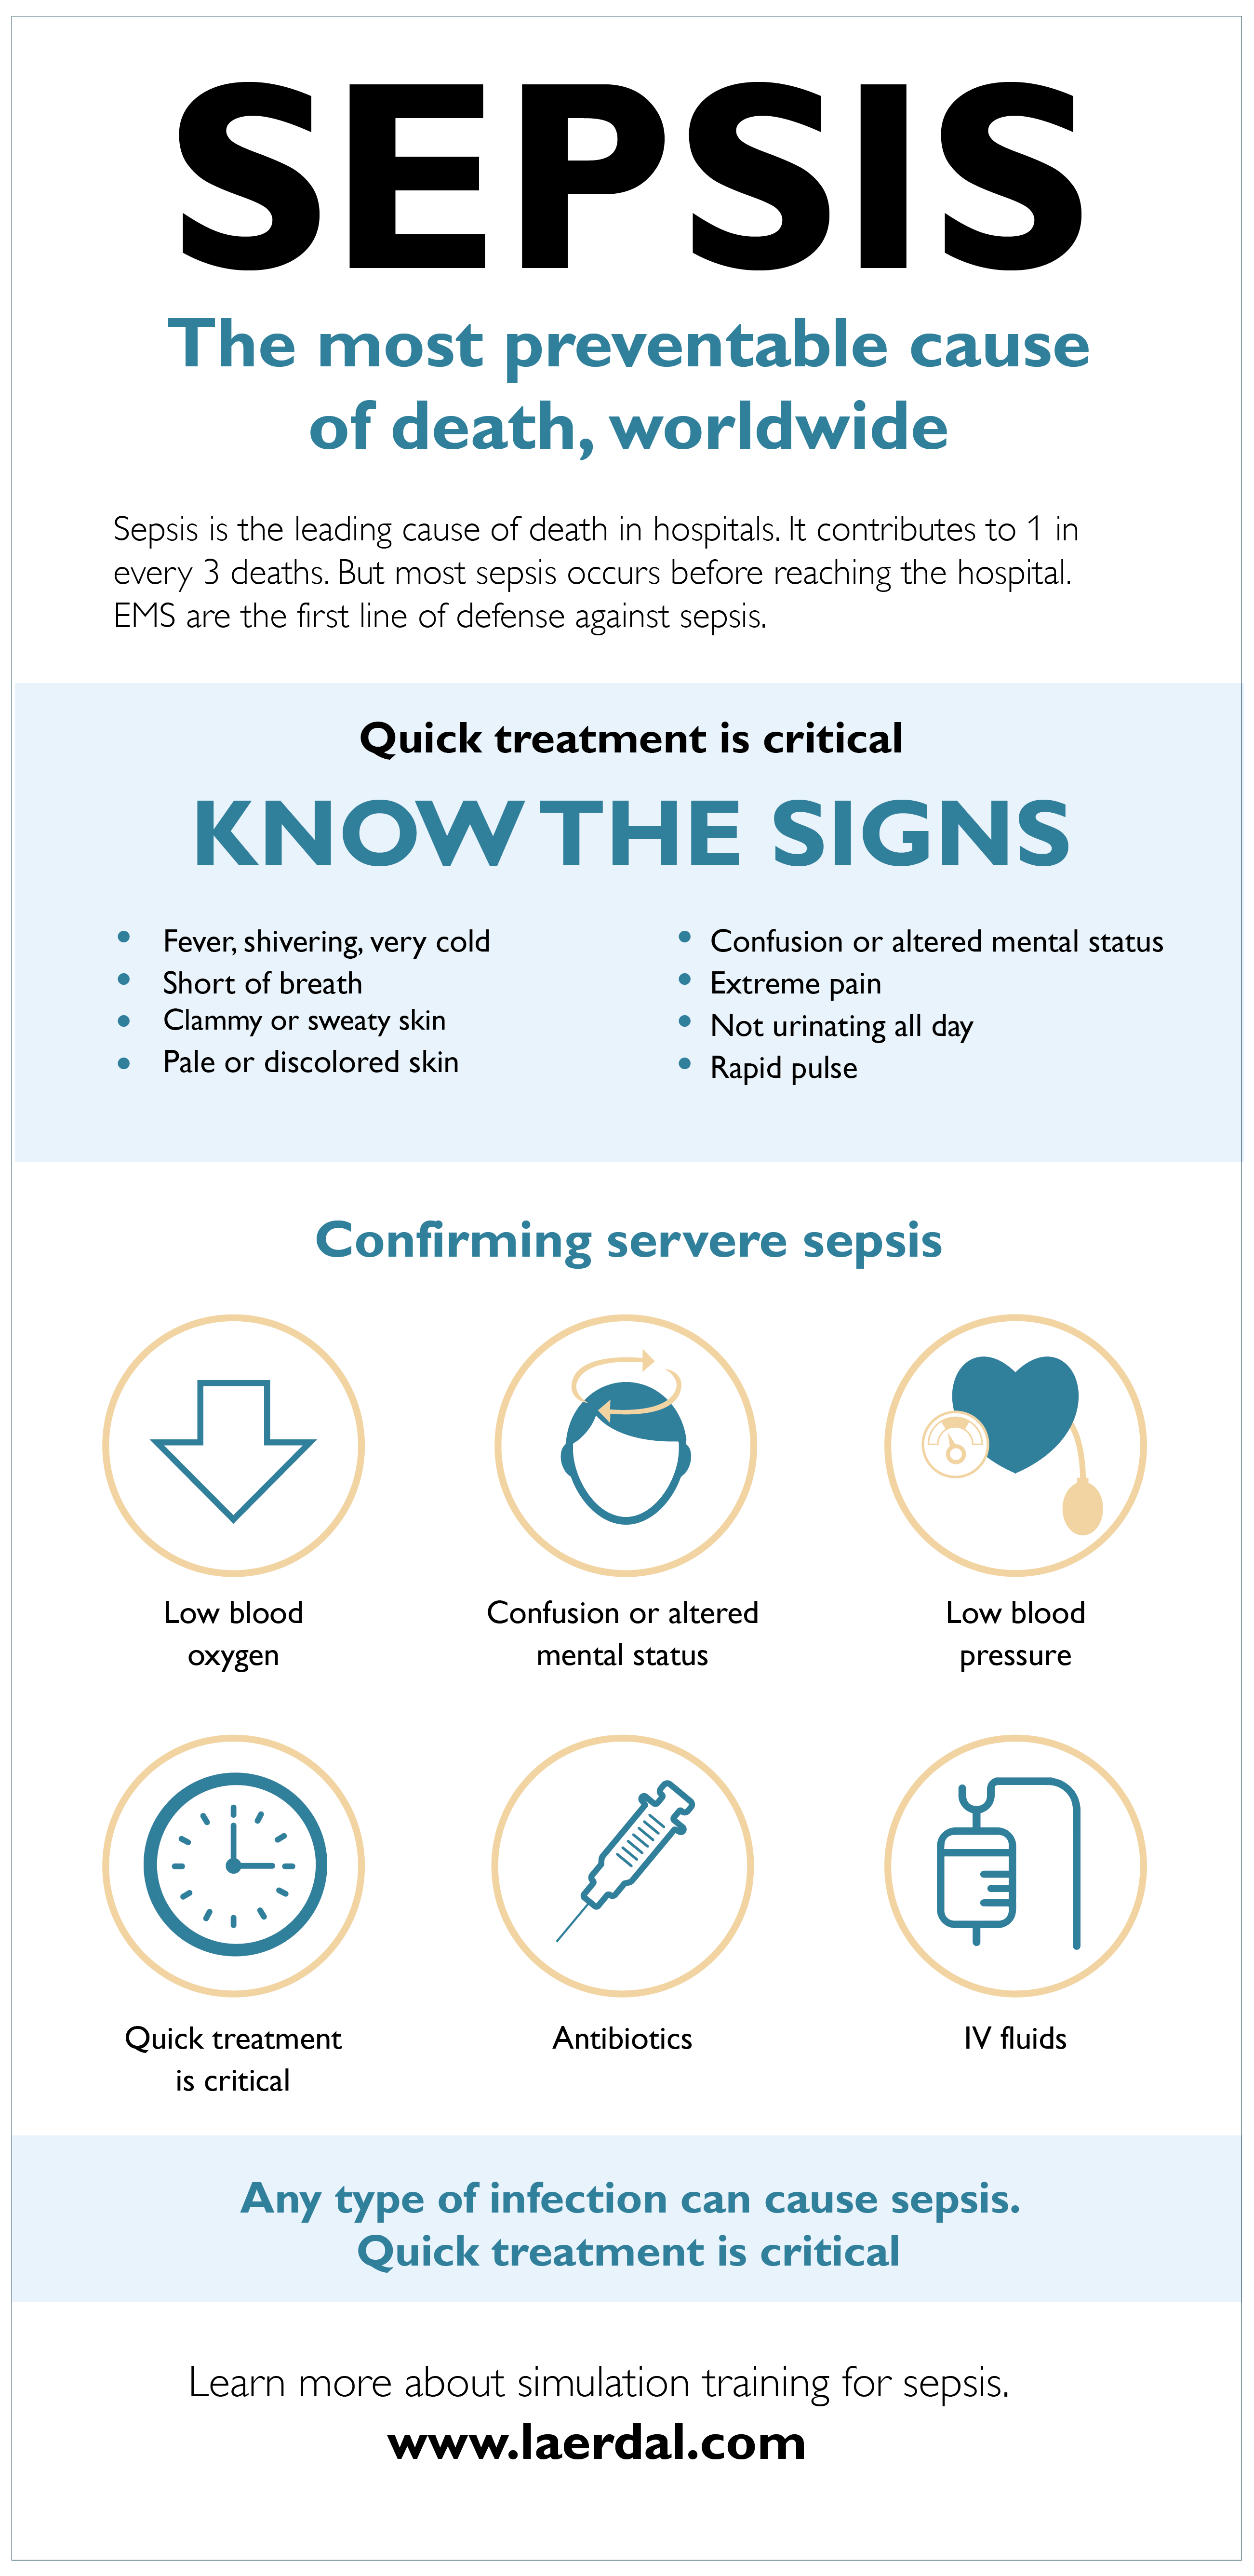 SEPSIS
The most preventable cause
of death, worldwide
Sepsis is the leading cause of death in hospitals. It contributes to 1 in
every 3 deaths. But most sepsis occurs before reaching the hospital.
EMS are the first line of defense against sepsis.
Quick treatment is critical
KNOW THE SIGNS
• Fever, shivering, very cold
• Short of breath
• Clammy or sweaty skin
• Pale or discolored skin
• Confusion or altered mental status
• Extreme pain
• Not urinating all day
• Rapid pulse
Confirming servere sepsis
Low blood
oxygen
Confusion or altered
mental status
Low blood
pressure
Quick treatment
is critical
Antibiotics
IV fluids
Any type of infection can cause sepsis.
Quick treatment is critical
Learn more about simulation training for sepsis.
www.laerdal.com